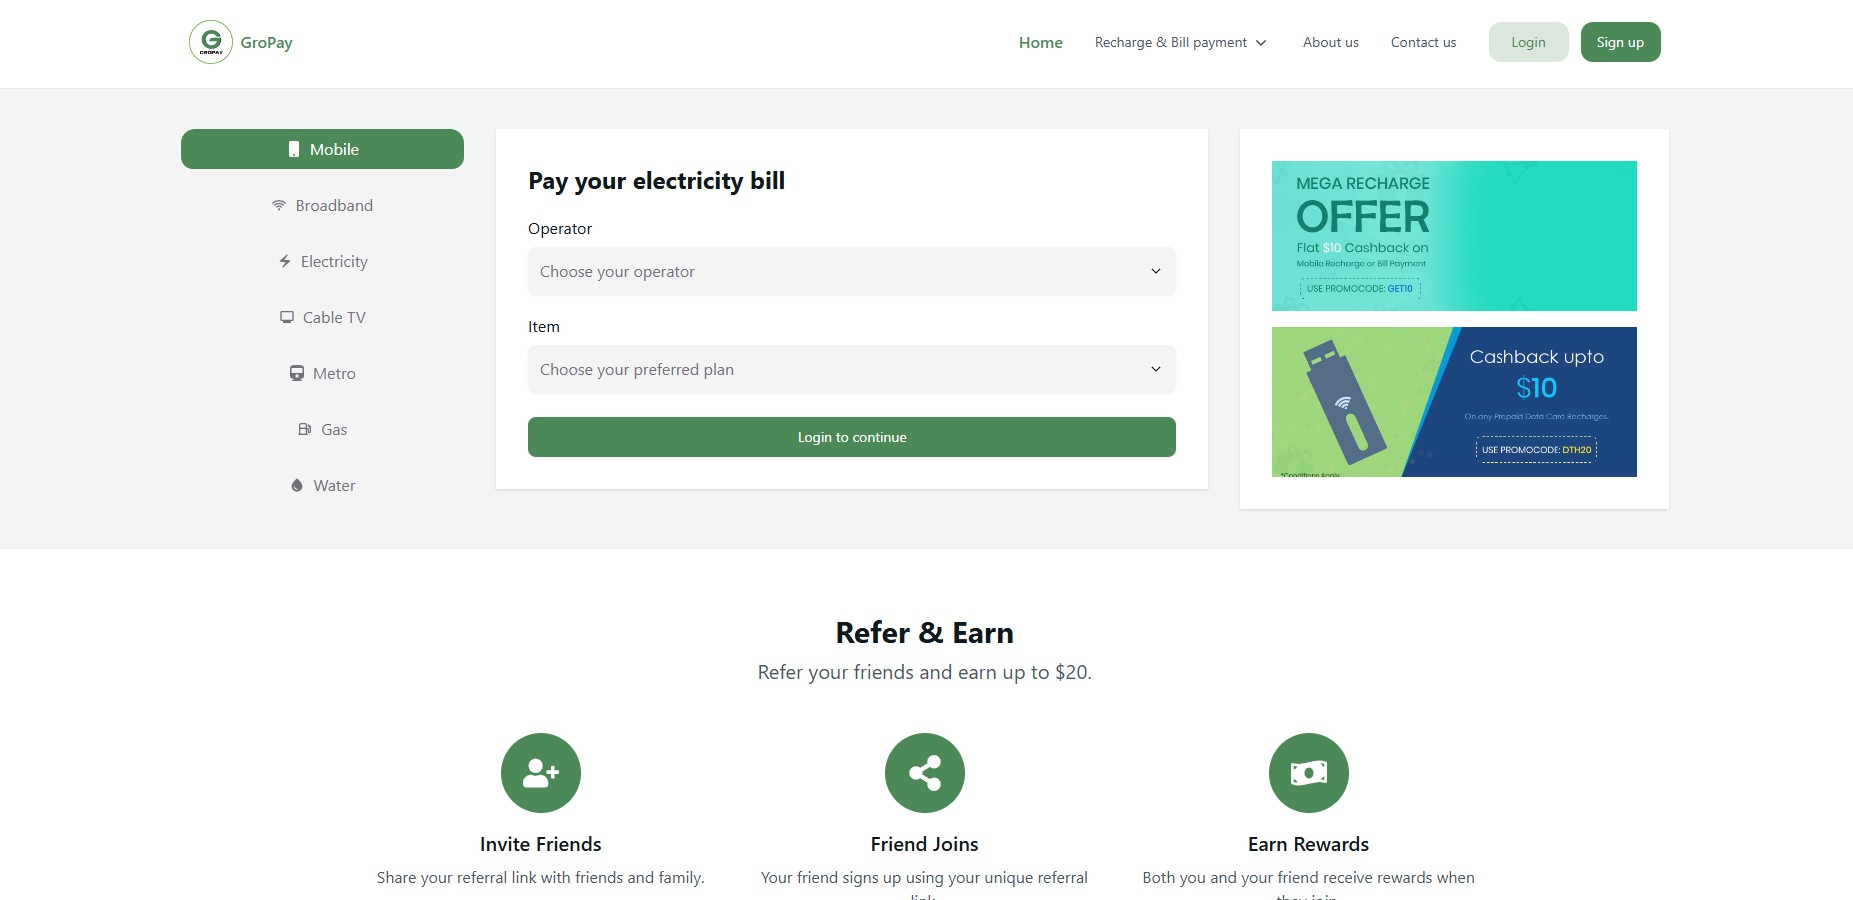 GROPAY
GroPay
Home
Recharge & Bill payment
About us
Contact us
Login
Sign up
Mobile
Broadband
Electricity
Cable TV
Metro
Gas
Water
Pay your electricity bill
Operator
Choose your operator
Item
Choose your preferred plan
Login to continue
MEGA RECHARGE
OFFER
Flat $10 Cashback on
Mobile Recharge or Bill Payment
USE PROMOCODE: GET10
Cashback upto
$10
On any Prepaid Data Card Recharges.
USE PROMOCODE: DTH20
*Conditions Apply
Refer & Earn
Refer your friends and earn up to $20.
Invite Friends
Share your referral link with friends and family.
Friend Joins
Your friend signs up using your unique referral
link
Earn Rewards
Both you and your friend receive rewards when
they join